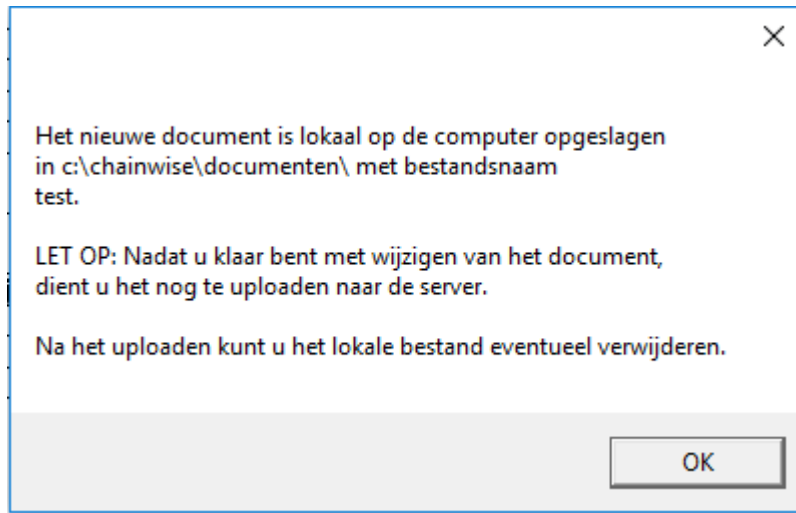 Het nieuwe document is lokaal op de computer opgeslagen
in c:\chainwise\documenten\ met bestandsnaam
test.
LET OP: Nadat u klaar bent met wijzigen van het document,
dient u het nog te uploaden naar de server.
Na het uploaden kunt u het lokale bestand eventueel verwijderen.
OK